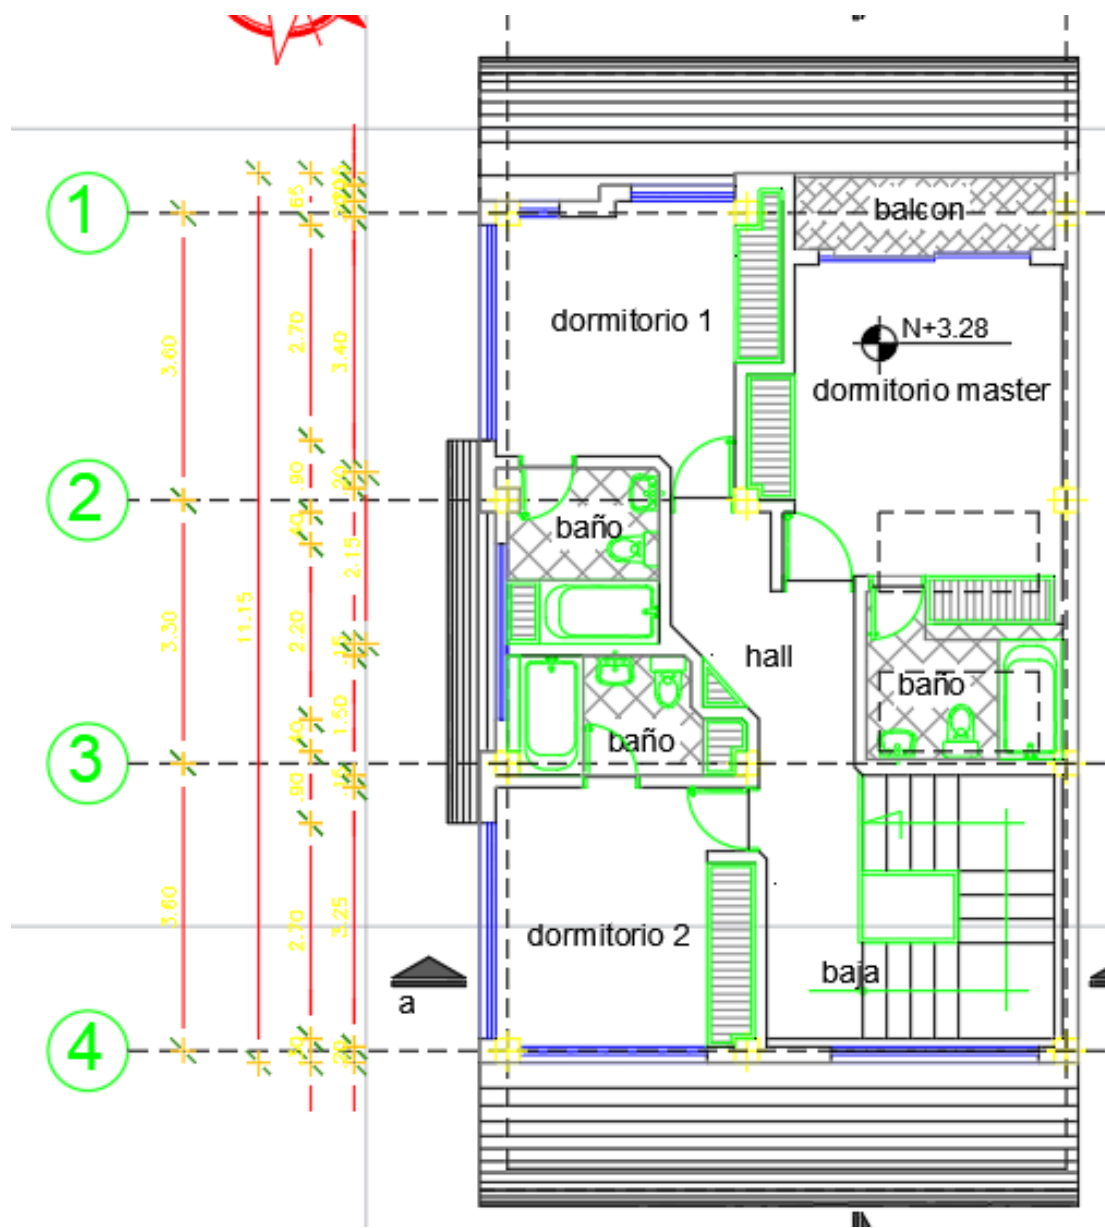 1
balcon
.65
dormitorio 1
N+3.28
3.60
2.70
3.40
dormitorio master
.90
.20
2
baño
.40
2.15
3.30
11.15
2.20
.15
hall
baño
1.50
.40
baño
3
.15
.90
3.60
2.70
3.25
dormitorio 2
baja
a
4